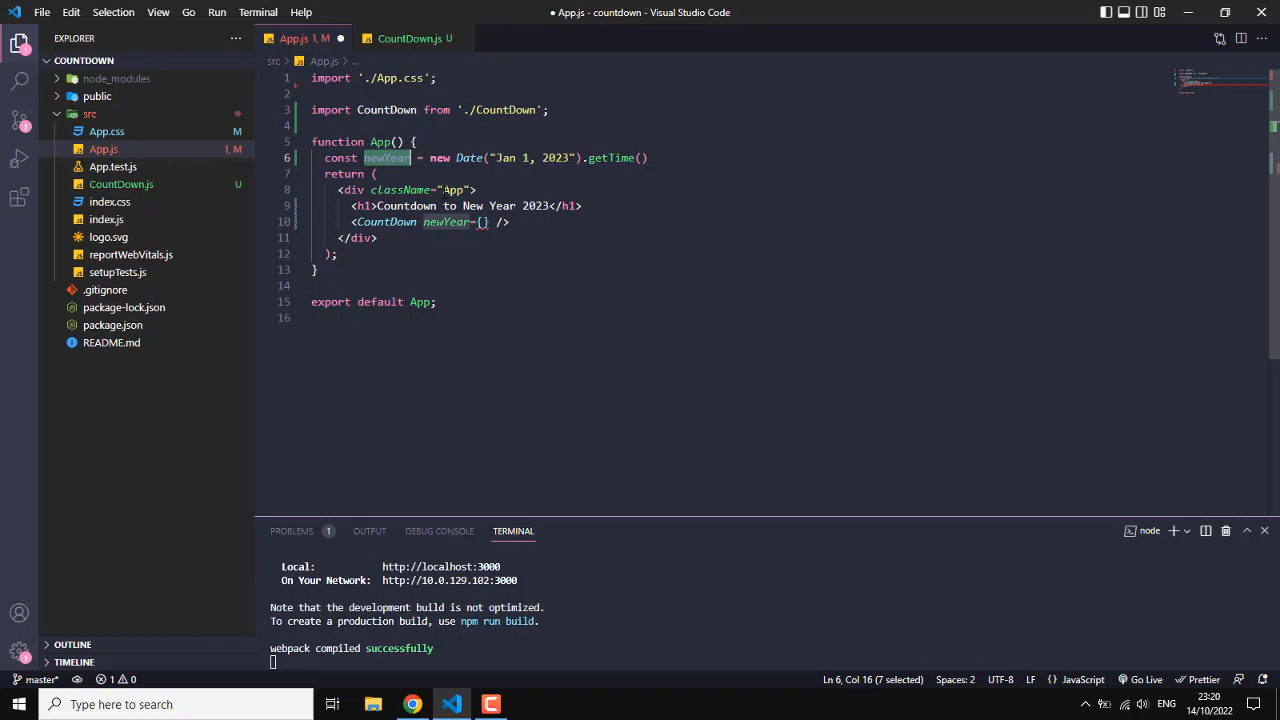 File Edit Selection View Go Run Terminal Help
● App.js - countdown - Visual Studio Code
EXPLORER
App.js 1, M
CountDown.js U
COUNTDOWN
src > App.js > ...
node_modules
public
src
App.css M
App.js 1, M
App.test.js
CountDown.js U
index.css
index.js
logo.svg
reportWebVitals.js
setupTests.js
.gitignore
package-lock.json
package.json
README.md
OUTLINE
TIMELINE
1 import './App.css';
2
3 import CountDown from './CountDown';
4
5 function App() {
6 const newYear = new Date("Jan 1, 2023").getTime()
7 return (
8 <div className="App">
9 <h1>Countdown to New Year 2023</h1>
10 <CountDown newYear={} />
11 </div>
12 );
13 }
14
15 export default App;
16
PROBLEMS 1 OUTPUT DEBUG CONSOLE TERMINAL
node
Local: http://localhost:3000
On Your Network: http://10.0.129.102:3000
Note that the development build is not optimized.
To create a production build, use npm run build.
webpack compiled successfully
1
3
1
master* 1 0
Ln 6, Col 16 (7 selected) Spaces: 2 UTF-8 LF { } JavaScript Go Live Prettier
Type here to search
23:20
14/10/2022